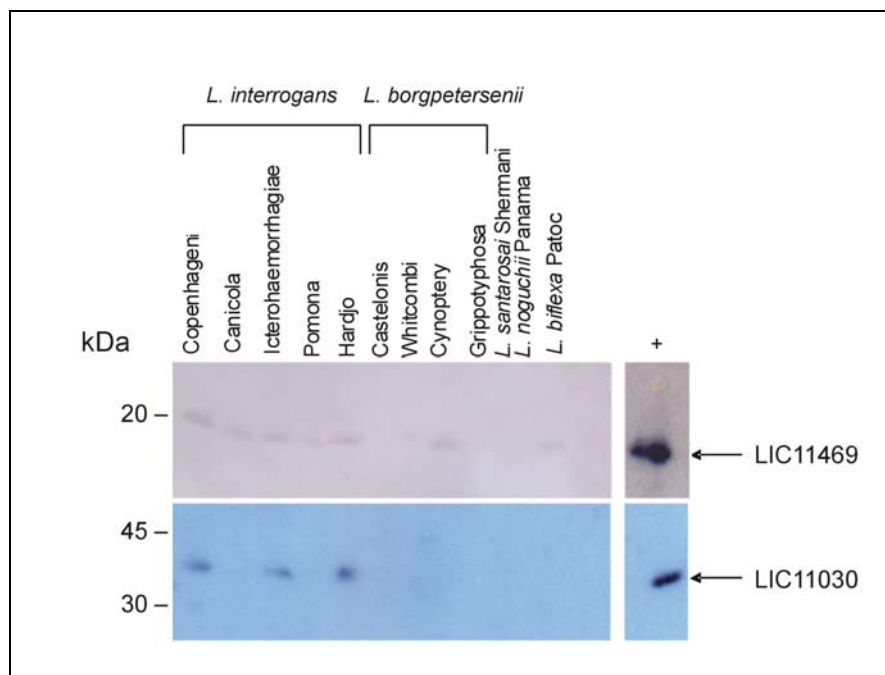 L. interrogans
L. borgpetersenii
Copenhageni
Canicola
Icterohaemorrhagiae
Pomona
Hardjo
Castelonis
Whitcombi
Cynoptery
Grippotyphosa
L. santarosai Shermani
L. noguchii Panama
L. biflexa Patoc
kDa
+
20 –
LIC11469
45 –
LIC11030
30 –